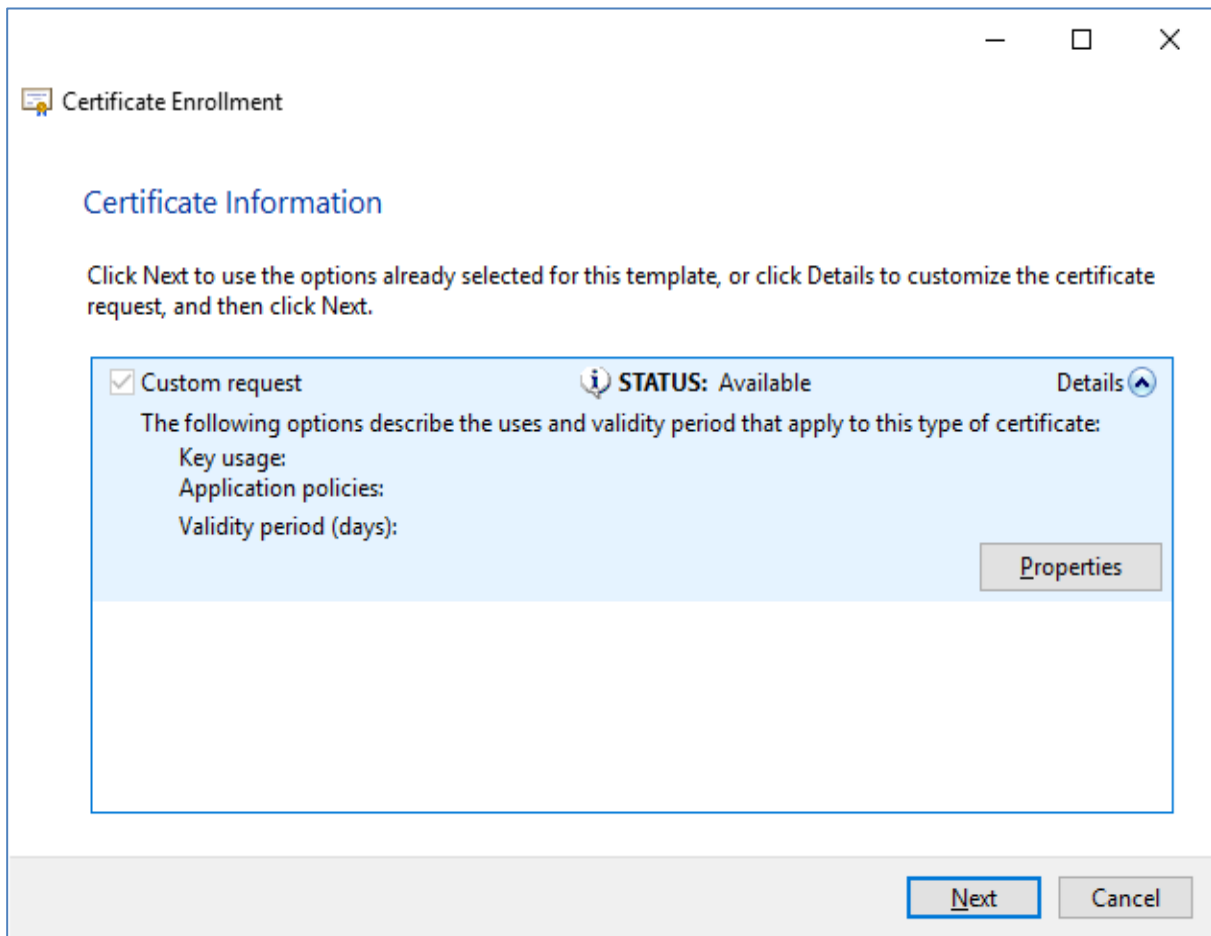 Certificate Enrollment
Certificate Information
Click Next to use the options already selected for this template, or click Details to customize the certificate
request, and then click Next.
Custom request STATUS: Available Details
The following options describe the uses and validity period that apply to this type of certificate:
Key usage:
Application policies:
Validity period (days):
Properties
Next Cancel